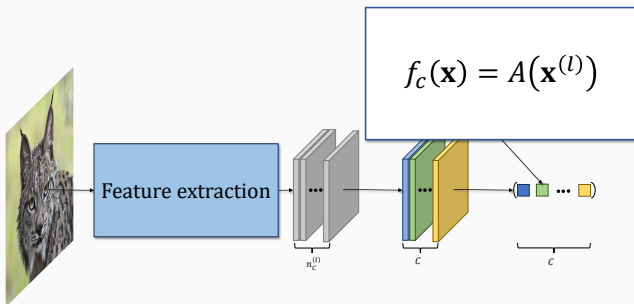 f_c(𝐱) = A(𝐱^(l))
Feature extraction
...
...
( ... )
n_C^(l)
C
C